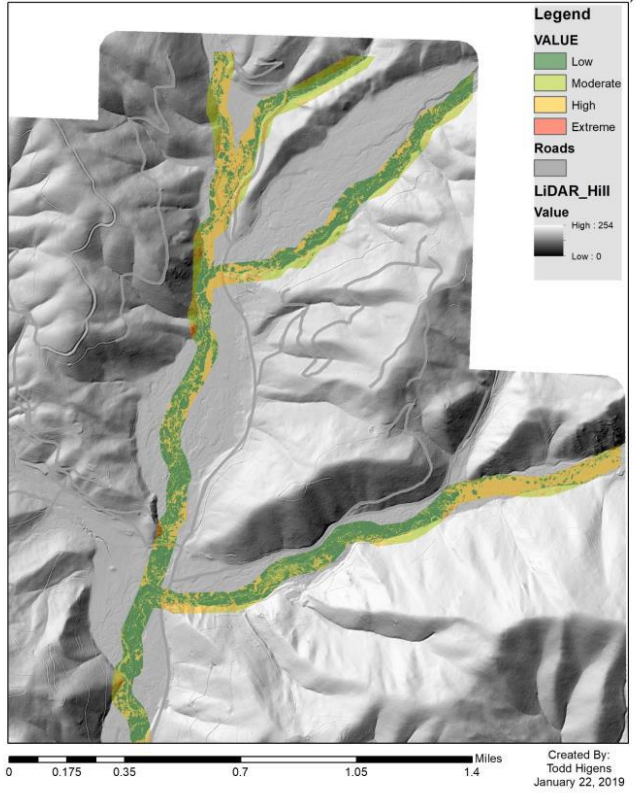 Legend
VALUE
Low
Moderate
High
Extreme
Roads
LiDAR_Hill
Value
High : 254
Low : 0
Miles
0 0.175 0.35 0.7 1.05 1.4
Created By:
Todd Higens
January 22, 2019